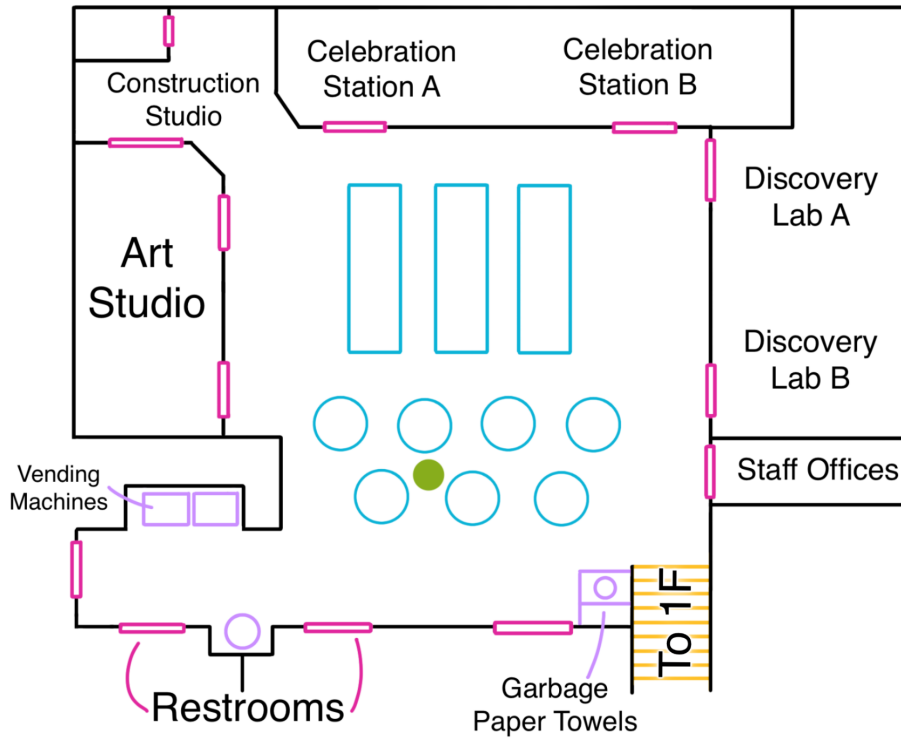 Celebration
Station A
Celebration
Station B
Construction
Studio
Discovery
Lab A
Art
Studio
Discovery
Lab B
Vending
Machines
Staff Offices
To 1F
Restrooms
Garbage
Paper Towels